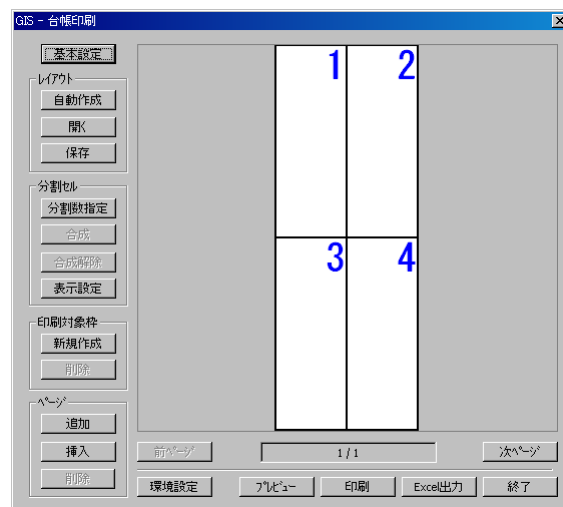 GIS - 台帳印刷
基本設定
ﾚｲｱｳﾄ
自動作成
開く
保存
分割ｾﾙ
分割数指定
合成
合成解除
表示設定
印刷対象枠
新規作成
削除
ﾍﾟｰｼﾞ
追加
挿入
削除
1 2
3 4
前ﾍﾟｰｼﾞ 1 / 1 次ﾍﾟｰｼﾞ
環境設定 ﾌﾟﾚﾋﾞｭｰ 印刷 Excel出力 終了